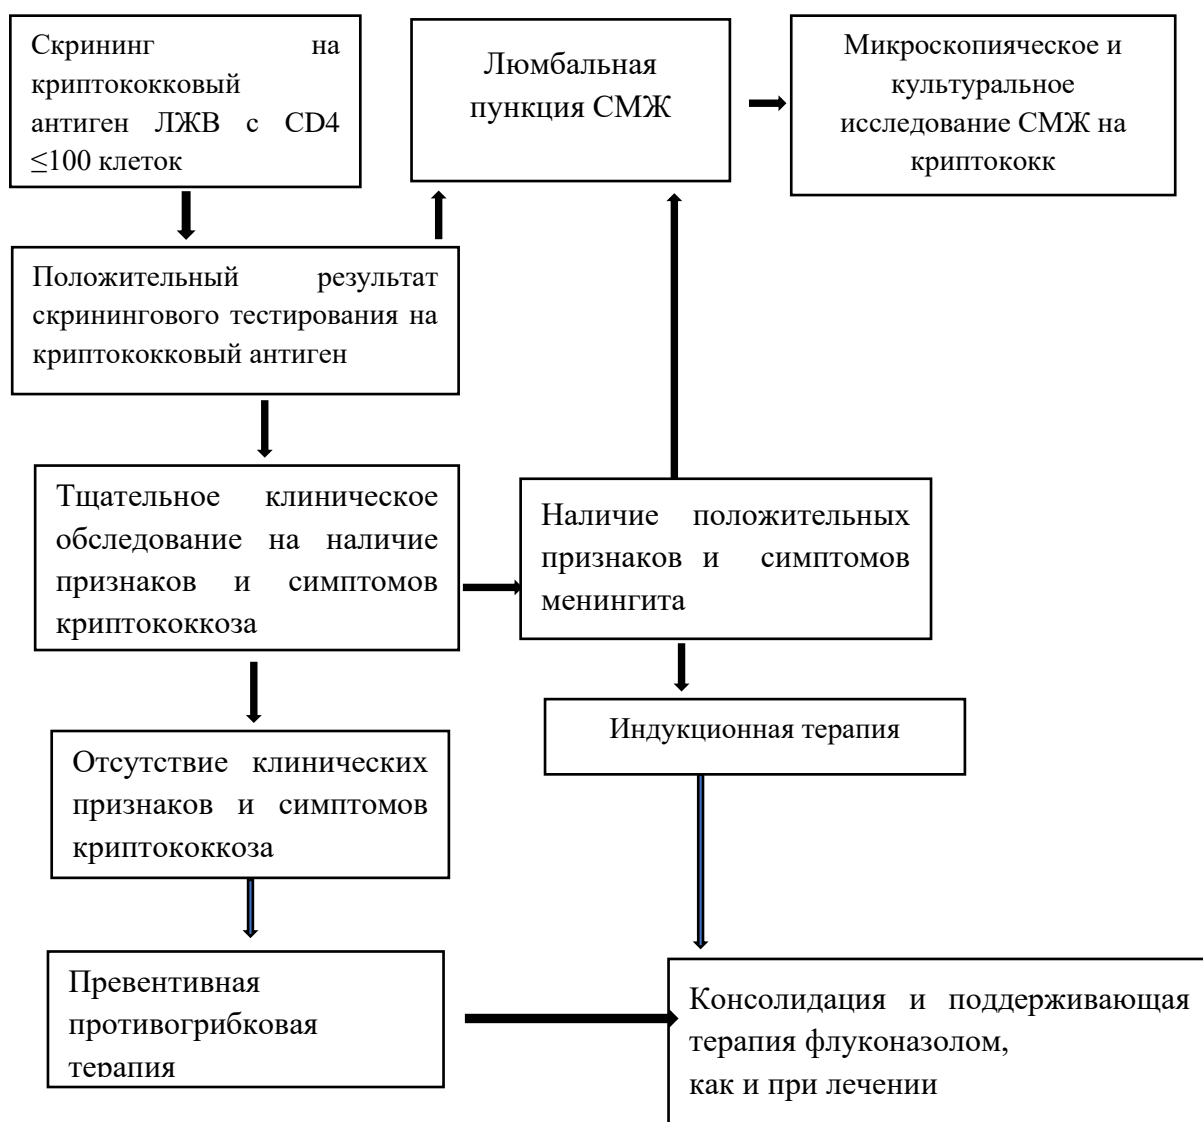 Скрининг на
криптококковый
антиген ЛЖВ с CD4
≤100 клеток
Люмбальная
пункция СМЖ
Микроскопияческое и
культуральное
исследование СМЖ на
криптококк
Положительный результат
скринингового тестирования на
криптококковый антиген
Тщательное клиническое
обследование на наличие
признаков и симптомов
криптококкоза
Наличие положительных
признаков и симптомов
менингита
Индукционная терапия
Отсутствие клинических
признаков и симптомов
криптококкоза
Превентивная
противогрибковая
терапия
Консолидация и поддерживающая
терапия флуконазолом,
как и при лечении